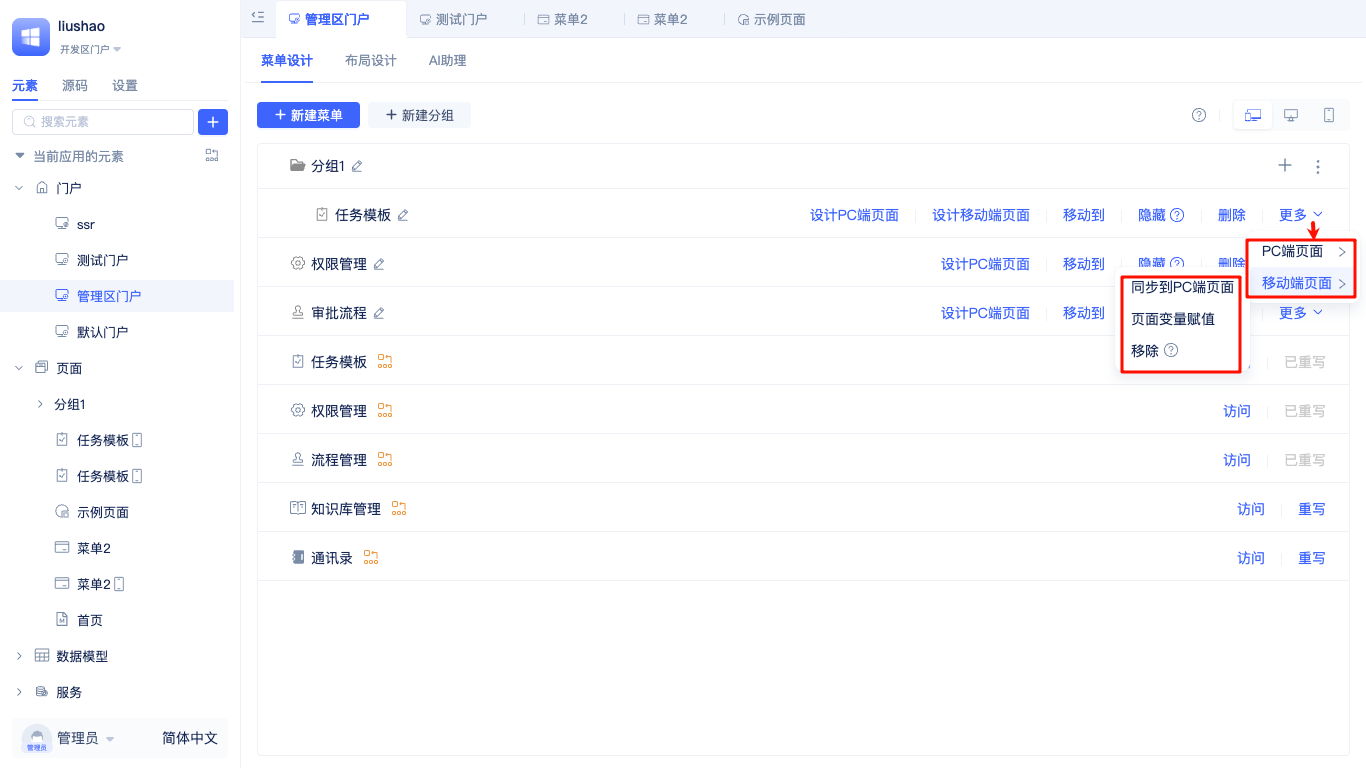 liushao
开发区门户
元素 源码 设置
搜索元素
当前应用的元素
门户
ssr
测试门户
管理区门户
默认门户
页面
分组1
任务模板
任务模板
示例页面
菜单2
菜单2
首页
数据模型
服务
管理员
管理员 简体中文
管理区门户 测试门户 菜单2 菜单2 示例页面
菜单设计 布局设计 AI助理
新建菜单 新建分组
分组1
任务模板 设计PC端页面 设计移动端页面 移动到 隐藏 删除 更多
PC端页面
移动端页面
权限管理 设计PC端页面 移动到 隐藏 删除
同步到PC端页面
页面变量赋值
移除
审批流程 设计PC端页面 移动到 更多
任务模板 已重写
权限管理 访问 已重写
流程管理 访问 已重写
知识库管理 访问 重写
通讯录 访问 重写